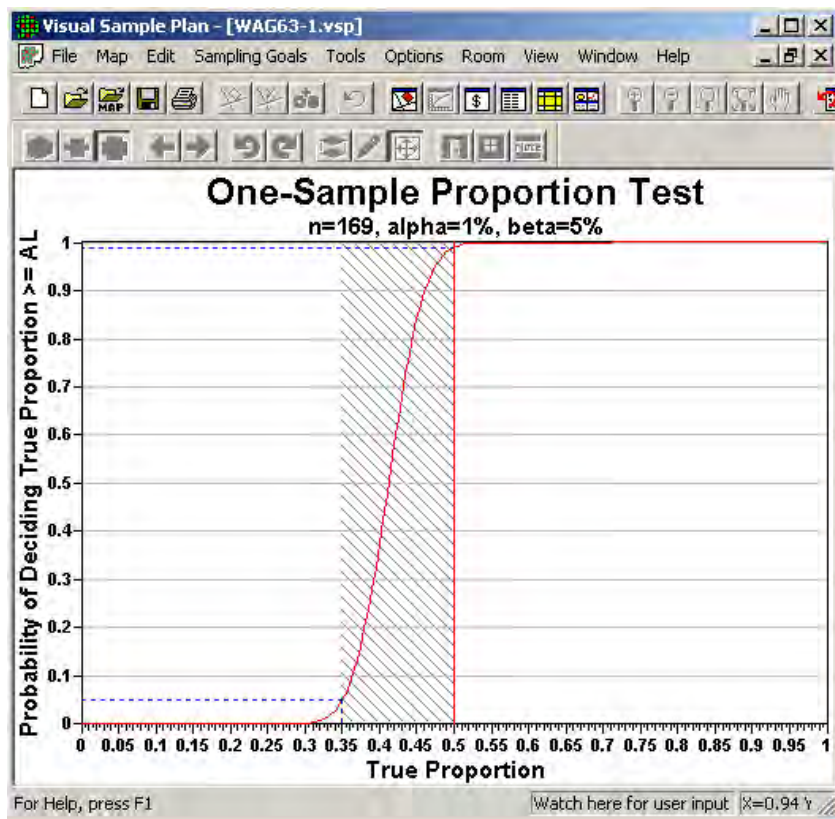 Visual Sample Plan - [WAG63-1.vsp]
File Map Edit Sampling Goals Tools Options Room View Window Help
MAP
$
One-Sample Proportion Test
n=169, alpha=1%, beta=5%
Probability of Deciding True Proportion >= AL
1
0.9
0.8
0.7
0.6
0.5
0.4
0.3
0.2
0.1
0
0 0.05 0.1 0.15 0.2 0.25 0.3 0.35 0.4 0.45 0.5 0.55 0.6 0.65 0.7 0.75 0.8 0.85 0.9 0.95 1
True Proportion
For Help, press F1 Watch here for user input X=0.94